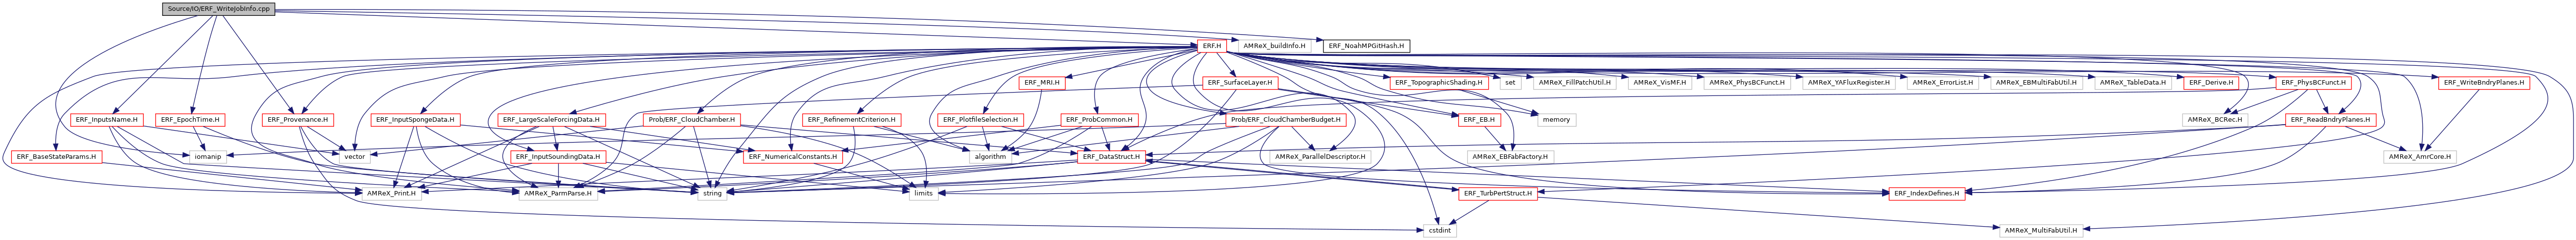 Source/IO/ERF_WriteJobInfo.cpp
ERF.H
AMReX_buildInfo.H
ERF_NoahMPGitHash.H
ERF_MRI.H
ERF_SurfaceLayer.H
ERF_TopographicShading.H
set
AMReX_FillPatchUtil.H
AMReX_VisMF.H
AMReX_PhysBCFunct.H
AMReX_YAFluxRegister.H
AMReX_ErrorList.H
AMReX_EBMultiFabUtil.H
AMReX_TableData.H
ERF_Derive.H
ERF_PhysBCFunct.H
ERF_WriteBndryPlanes.H
ERF_InputsName.H
ERF_EpochTime.H
ERF_Provenance.H
ERF_InputSpongeData.H
ERF_LargeScaleForcingData.H
Prob/ERF_CloudChamber.H
ERF_RefinementCriterion.H
ERF_PlotfileSelection.H
ERF_ProbCommon.H
Prob/ERF_CloudChamberBudget.H
ERF_EB.H
memory
AMReX_BCRec.H
ERF_ReadBndryPlanes.H
ERF_BaseStateParams.H
iomanip
vector
ERF_InputSoundingData.H
ERF_NumericalConstants.H
algorithm
ERF_DataStruct.H
AMReX_ParallelDescriptor.H
AMReX_EBFabFactory.H
AMReX_AmrCore.H
AMReX_Print.H
AMReX_ParmParse.H
string
limits
ERF_TurbPertStruct.H
ERF_IndexDefines.H
cstdint
AMReX_MultiFabUtil.H